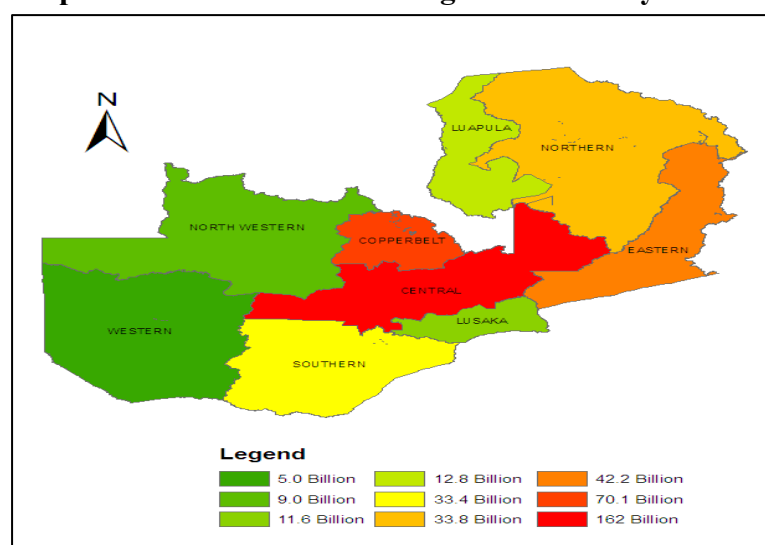 N
LUAPULA
NORTHERN
NORTH WESTERN
COPPERBELT
EASTERN
CENTRAL
WESTERN
LUSAKA
SOUTHERN
Legend
5.0 Billion 12.8 Billion 42.2 Billion
9.0 Billion 33.4 Billion 70.1 Billion
11.6 Billion 33.8 Billion 162 Billion